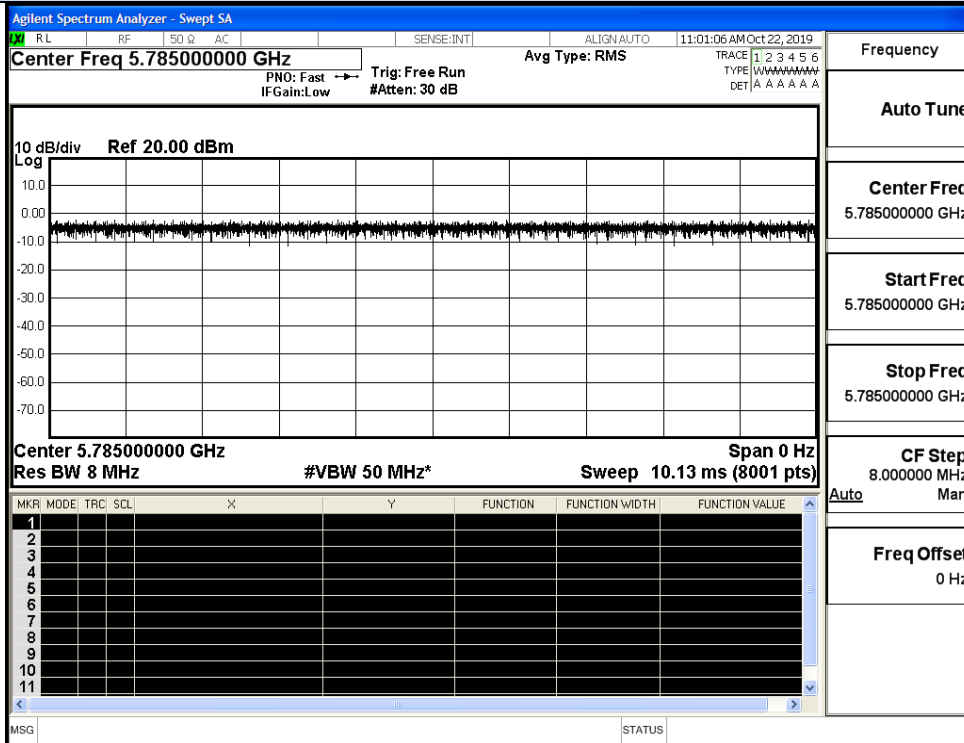 Agilent Spectrum Analyzer - Swept SA
LXI RL RF 50 Ω AC SENSE:INT ALIGN AUTO 11:01:06 AM Oct 22, 2019
Center Freq 5.785000000 GHz Avg Type: RMS TRACE 1 2 3 4 5 6
PNO: Fast Trig: Free Run TYPE WWWWWW
IFGain:Low #Atten: 30 dB DET A A A A A A
10 dB/div Ref 20.00 dBm
Log
10.0
0.00
-10.0
-20.0
-30.0
-40.0
-50.0
-60.0
-70.0
Center 5.785000000 GHz Span 0 Hz
Res BW 8 MHz #VBW 50 MHz* Sweep 10.13 ms (8001 pts)
MKR MODE TRC SCL X Y FUNCTION FUNCTION WIDTH FUNCTION VALUE
1
2
3
4
5
6
7
8
9
10
11
MSG STATUS
Frequency
Auto Tune
Center Freq
5.785000000 GHz
Start Freq
5.785000000 GHz
Stop Freq
5.785000000 GHz
CF Step
8.000000 MHz
Auto Man
Freq Offset
0 Hz